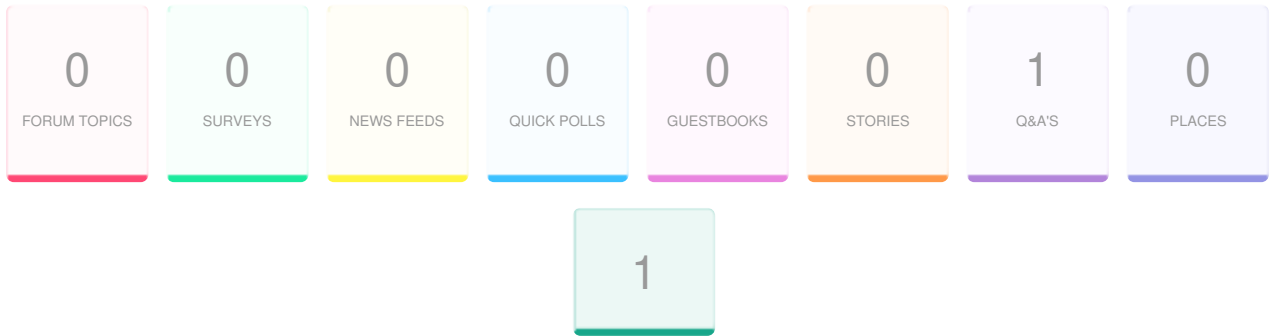 0 0 0 0 0 0 1 0
FORUM TOPICS SURVEYS NEWS FEEDS QUICK POLLS GUESTBOOKS STORIES Q&A'S PLACES
1